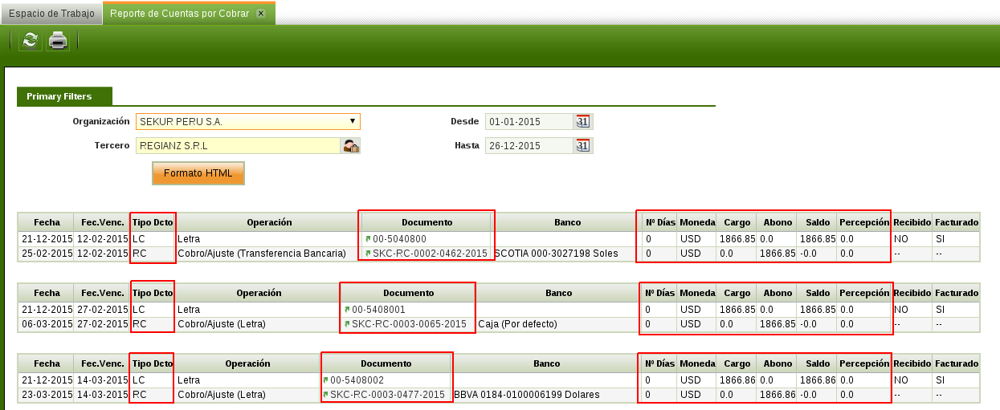 Espacio de Trabajo Reporte de Cuentas por Cobrar x
Primary Filters
Organización SEKUR PERU S.A. Desde 01-01-2015 31
Tercero REGIANZ S.R.L Hasta 26-12-2015 31
Formato HTML
Fecha Fec.Venc. Tipo Dcto Operación Documento Banco Nº Días Moneda Cargo Abono Saldo Percepción Recibido Facturado
21-12-2015 12-02-2015 LC Letra 00-5040800 0 USD 1866.85 0.0 1866.85 0.0 NO SI
25-02-2015 12-02-2015 RC Cobro/Ajuste (Transferencia Bancaria) SKC-RC-0002-0462-2015 SCOTIA 000-3027198 Soles 0 USD 0.0 1866.85 -0.0 0.0 -- --
Fecha Fec.Venc. Tipo Dcto Operación Documento Banco Nº Días Moneda Cargo Abono Saldo Percepción Recibido Facturado
21-12-2015 27-02-2015 LC Letra 00-5408001 0 USD 1866.85 0.0 1866.85 0.0 NO SI
06-03-2015 27-02-2015 RC Cobro/Ajuste (Letra) SKC-RC-0003-0065-2015 Caja (Por defecto) 0 USD 0.0 1866.85 -0.0 0.0 -- --
Fecha Fec.Venc. Tipo Dcto Operación Documento Banco Nº Días Moneda Cargo Abono Saldo Percepción Recibido Facturado
21-12-2015 14-03-2015 LC Letra 00-5408002 0 USD 1866.86 0.0 1866.86 0.0 NO SI
23-03-2015 14-03-2015 RC Cobro/Ajuste (Letra) SKC-RC-0003-0477-2015 BBVA 0184-0100006199 Dolares 0 USD 0.0 1866.86 -0.0 0.0 -- --